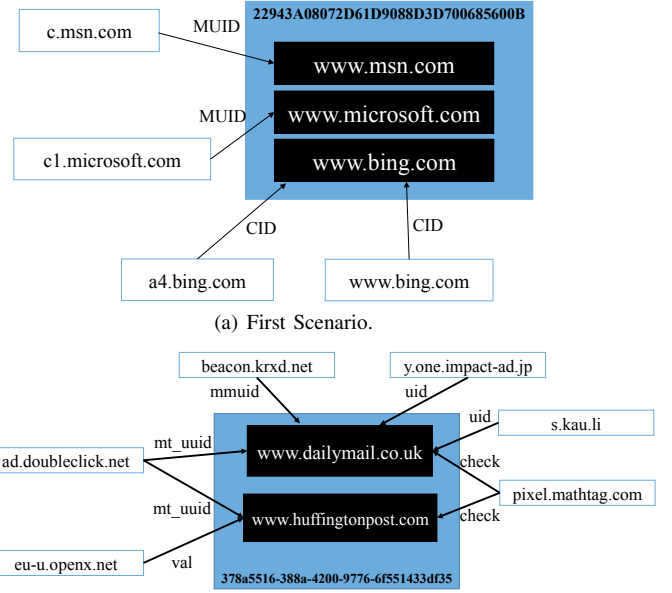 22943A08072D61D9088D3D700685600B
MUID
c.msn.com
www.msn.com
MUID
www.microsoft.com
c1.microsoft.com
www.bing.com
CID
CID
a4.bing.com
www.bing.com
(a) First Scenario.
beacon.krxd.net
y.one.impact-ad.jp
mmuid
uid
uid
s.kau.li
mt_uuid
www.dailymail.co.uk
ad.doubleclick.net
check
pixel.mathtag.com
mt_uuid
www.huffingtonpost.com
check
eu-u.openx.net
val
378a5516-388a-4200-9776-6f551433df35